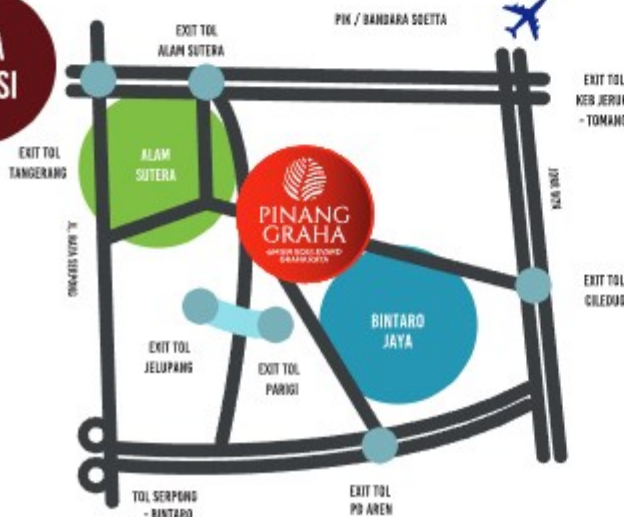 A
SI
PIK / BANDARA SOETTA
EXIT TOL
ALAM SUTERA
EXIT TOL
KEB JERUK
- TOMANG
EXIT TOL
TANGERANG
ALAM
SUTERA
PINANG
GRAHA
JL. RAYA SERPONG
EXIT TOL
CILEDUG
BINTARO
JAYA
EXIT TOL
JELUPANG
EXIT TOL
PARIGI
TOL SERPONG
- BINTARO
EXIT TOL
PD AREN